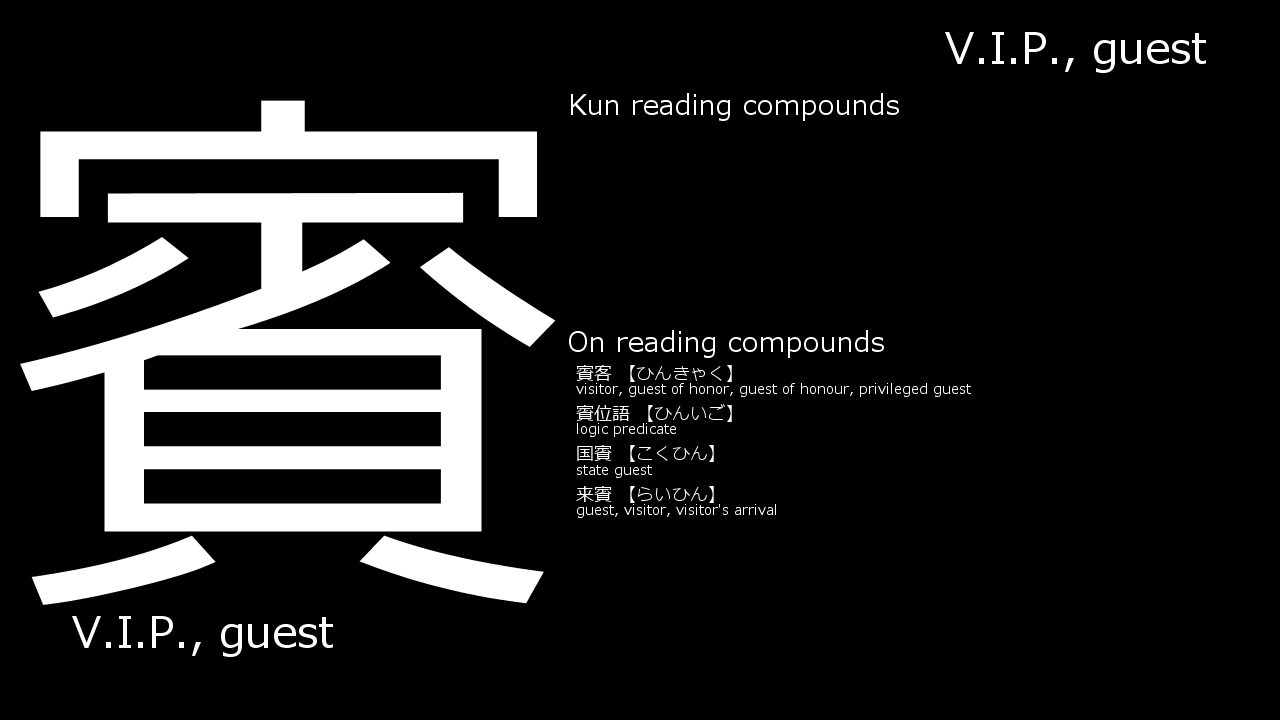 V.I.P., guest
賓
Kun reading compounds
On reading compounds
賓客 【ひんきゃく】
visitor, guest of honor, guest of honour, privileged guest
賓位語 【ひんいご】
logic predicate
国賓 【こくひん】
state guest
来賓 【らいひん】
guest, visitor, visitor's arrival
V.I.P., guest